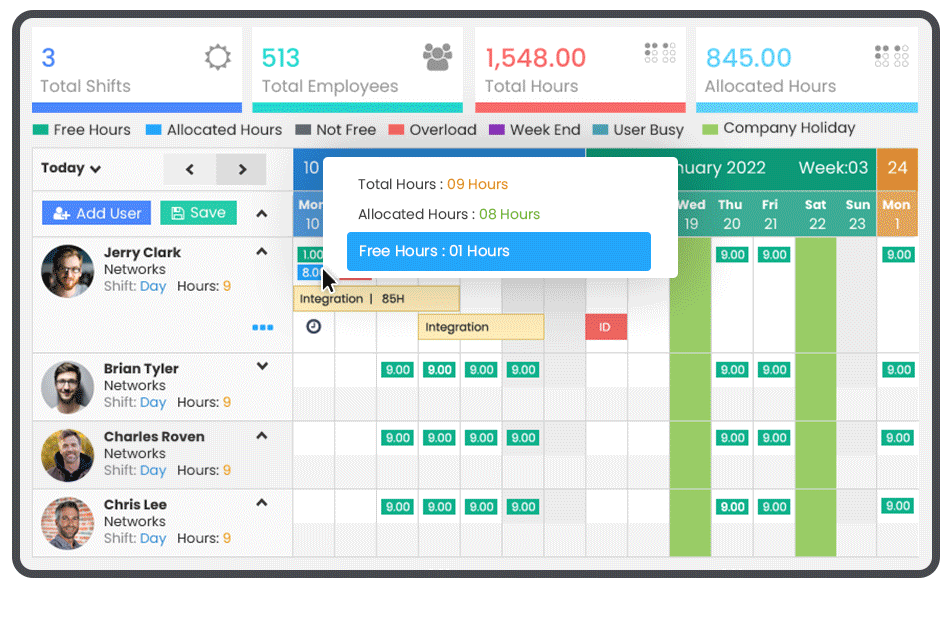 3
Total Shifts
513
Total Employees
1,548.00
Total Hours
845.00
Allocated Hours
Free Hours Allocated Hours Not Free Overload Week End User Busy Company Holiday
Today 10 nuary 2022 Week:03 24
Add User Save Mon Wed Thu Fri Sat Sun Mon
10 19 20 21 22 23 1
Total Hours : 09 Hours
Allocated Hours : 08 Hours
Free Hours : 01 Hours
Jerry Clark 1.00 9.00 9.00 9.00
Networks 8.00
Shift: Day Hours: 9
Integration | 85H
Integration ID
Brian Tyler 9.00 9.00 9.00 9.00 9.00 9.00 9.00
Networks
Shift: Day Hours: 9
Charles Roven 9.00 9.00 9.00 9.00 9.00 9.00 9.00
Networks
Shift: Day Hours: 9
Chris Lee 9.00 9.00 9.00 9.00 9.00 9.00 9.00
Networks
Shift: Day Hours: 9